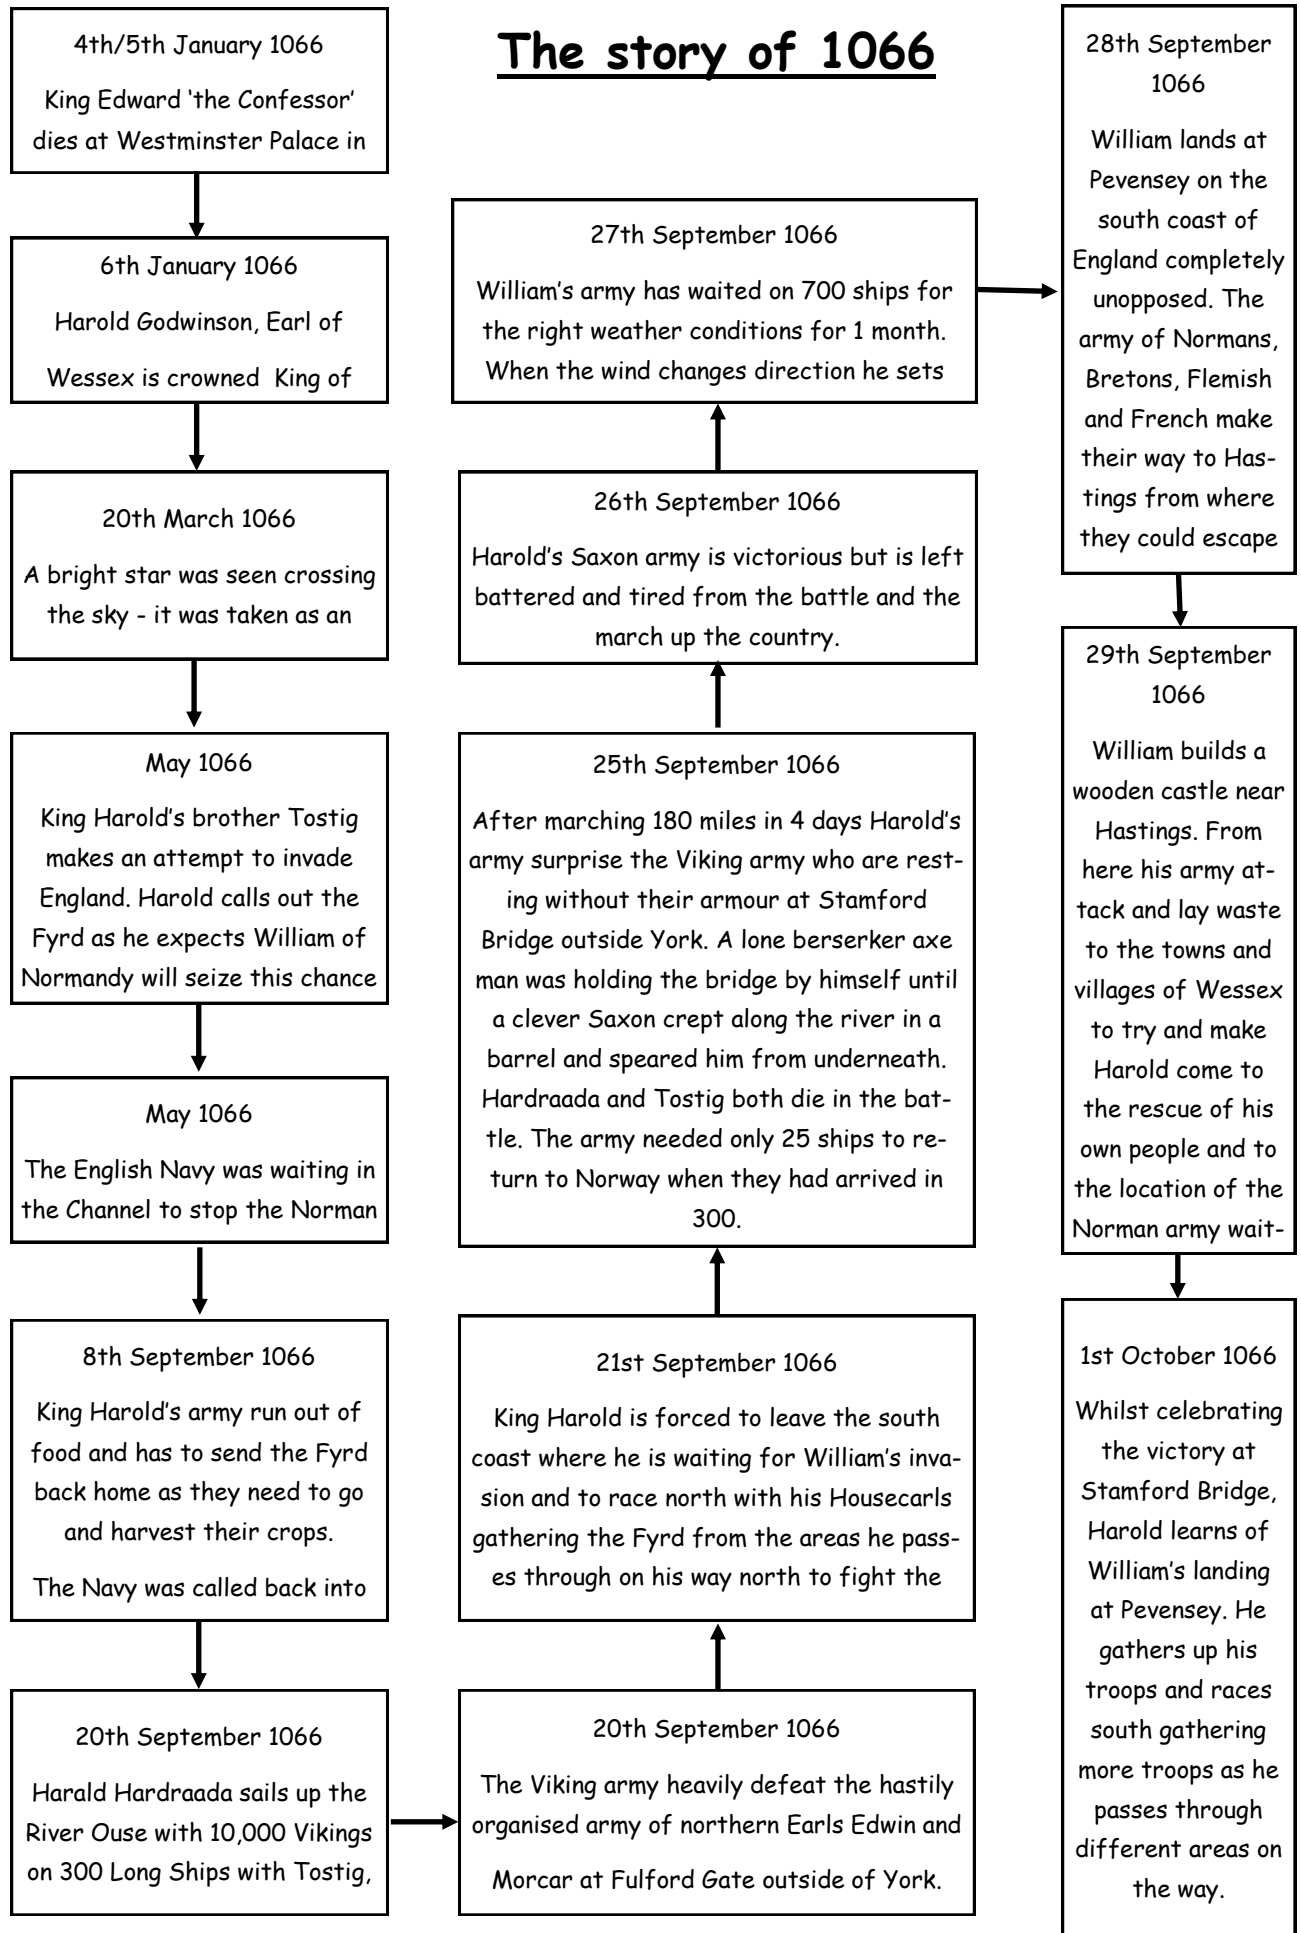 The story of 1066
4th/5th January 1066
King Edward ‘the Confessor’
dies at Westminster Palace in
6th January 1066
Harold Godwinson, Earl of
Wessex is crowned King of
20th March 1066
A bright star was seen crossing
the sky - it was taken as an
May 1066
King Harold’s brother Tostig
makes an attempt to invade
England. Harold calls out the
Fyrd as he expects William of
Normandy will seize this chance
May 1066
The English Navy was waiting in
the Channel to stop the Norman
8th September 1066
King Harold’s army run out of
food and has to send the Fyrd
back home as they need to go
and harvest their crops.
The Navy was called back into
20th September 1066
Harald Hardraada sails up the
River Ouse with 10,000 Vikings
on 300 Long Ships with Tostig,
20th September 1066
The Viking army heavily defeat the hastily
organised army of northern Earls Edwin and
Morcar at Fulford Gate outside of York.
21st September 1066
King Harold is forced to leave the south
coast where he is waiting for William’s inva-
sion and to race north with his Housecarls
gathering the Fyrd from the areas he pass-
es through on his way north to fight the
25th September 1066
After marching 180 miles in 4 days Harold’s
army surprise the Viking army who are rest-
ing without their armour at Stamford
Bridge outside York. A lone berserker axe
man was holding the bridge by himself until
a clever Saxon crept along the river in a
barrel and speared him from underneath.
Hardraada and Tostig both die in the bat-
tle. The army needed only 25 ships to re-
turn to Norway when they had arrived in
300.
26th September 1066
Harold’s Saxon army is victorious but is left
battered and tired from the battle and the
march up the country.
27th September 1066
William’s army has waited on 700 ships for
the right weather conditions for 1 month.
When the wind changes direction he sets
28th September
1066
William lands at
Pevensey on the
south coast of
England completely
unopposed. The
army of Normans,
Bretons, Flemish
and French make
their way to Has-
tings from where
they could escape
29th September
1066
William builds a
wooden castle near
Hastings. From
here his army at-
tack and lay waste
to the towns and
villages of Wessex
to try and make
Harold come to
the rescue of his
own people and to
the location of the
Norman army wait-
1st October 1066
Whilst celebrating
the victory at
Stamford Bridge,
Harold learns of
William’s landing
at Pevensey. He
gathers up his
troops and races
south gathering
more troops as he
passes through
different areas on
the way.